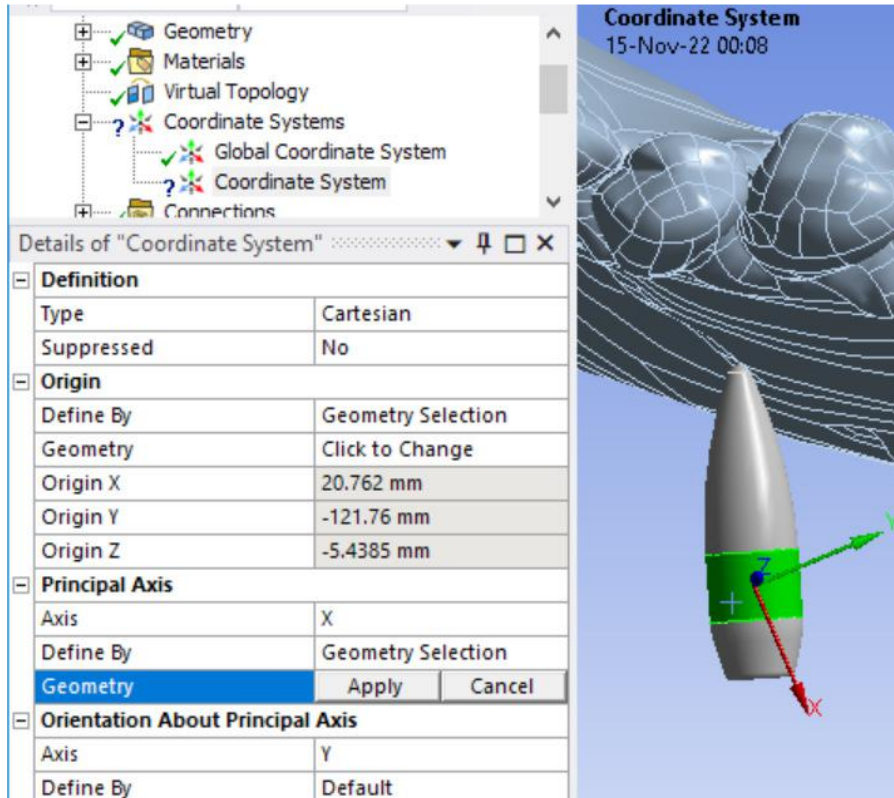 Geometry
Materials
Virtual Topology
Coordinate Systems
Global Coordinate System
Coordinate System
Connections
Details of "Coordinate System"
Definition
Type Cartesian
Suppressed No
Origin
Define By Geometry Selection
Geometry Click to Change
Origin X 20.762 mm
Origin Y -121.76 mm
Origin Z -5.4385 mm
Principal Axis
Axis X
Define By Geometry Selection
Geometry Apply Cancel
Orientation About Principal Axis
Axis Y
Define By Default
Coordinate System
15-Nov-22 00:08
Y
Z
X